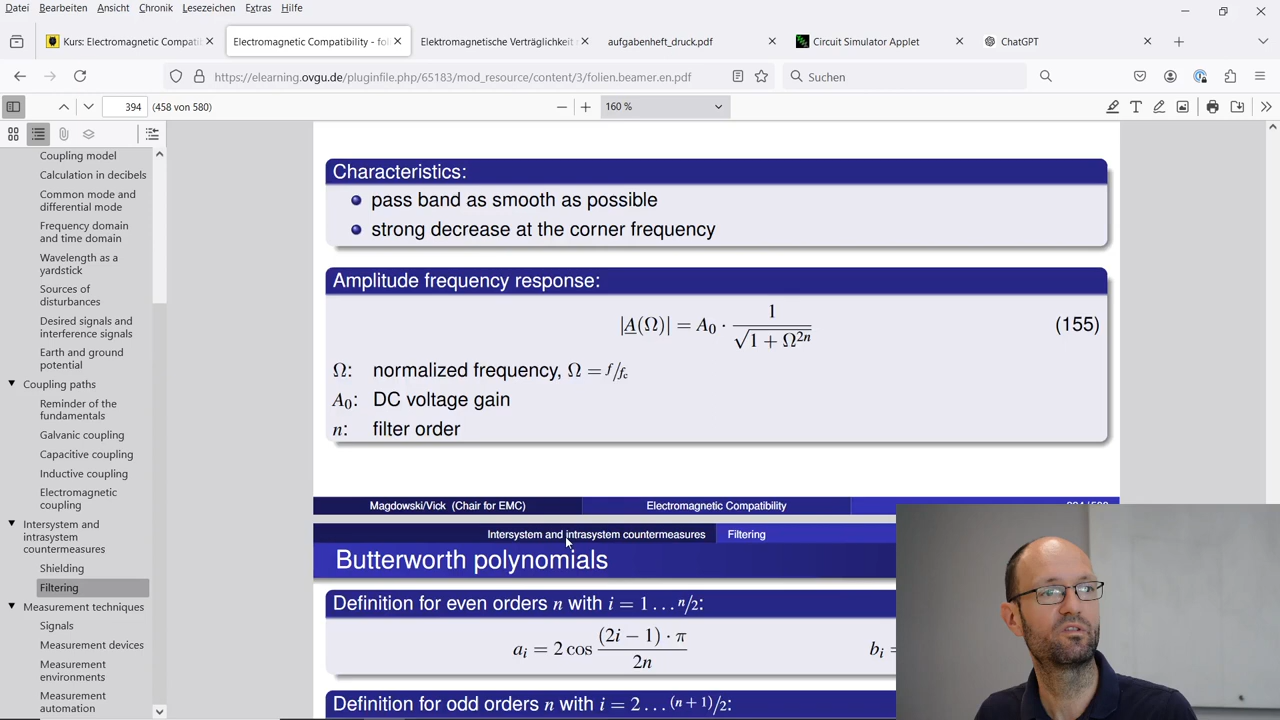 Datei Bearbeiten Ansicht Chronik Lesezeichen Extras Hilfe
Kurs: Electromagnetic Compatibi
Electromagnetic Compatibility - fol
Elektromagnetische Verträglichkeit
aufgabenheft_druck.pdf
Circuit Simulator Applet
ChatGPT
https://elearning.ovgu.de/pluginfile.php/65183/mod_resource/content/3/folien.beamer.en.pdf
Suchen
394 (458 von 580)
160 %
Coupling model
Calculation in decibels
Common mode and
differential mode
Frequency domain
and time domain
Wavelength as a
yardstick
Sources of
disturbances
Desired signals and
interference signals
Earth and ground
potential
Coupling paths
Reminder of the
fundamentals
Galvanic coupling
Capacitive coupling
Inductive coupling
Electromagnetic
coupling
Intersystem and
intrasystem
countermeasures
Shielding
Filtering
Measurement techniques
Signals
Measurement devices
Measurement
environments
Measurement
automation
Characteristics:
pass band as smooth as possible
strong decrease at the corner frequency
Amplitude frequency response:
|A(Ω)| = A₀ · 1 / √(1 + Ω²ⁿ) (155)
Ω: normalized frequency, Ω = f/fc
A₀: DC voltage gain
n: filter order
Magdowski/Vick (Chair for EMC) Electromagnetic Compatibility
Intersystem and intrasystem countermeasures Filtering
Butterworth polynomials
Definition for even orders n with i = 1 … n/2:
aᵢ = 2 cos (2i − 1) · π / 2n bᵢ =
Definition for odd orders n with i = 2 … (n + 1)/2: